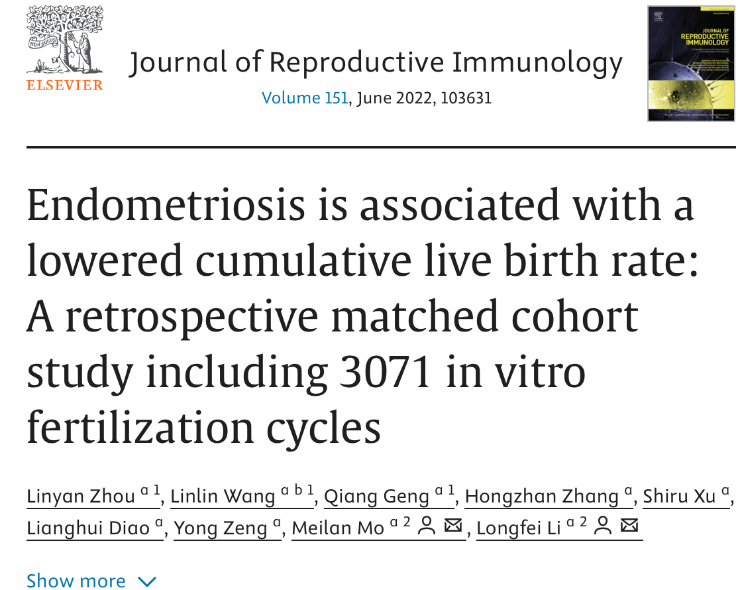 ELSEVIER
Journal of Reproductive Immunology
Volume 151, June 2022, 103631
JOURNAL OF
REPRODUCTIVE
IMMUNOLOGY
Endometriosis is associated with a
lowered cumulative live birth rate:
A retrospective matched cohort
study including 3071 in vitro
fertilization cycles
Linyan Zhou a 1, Linlin Wang a b 1, Qiang Geng a 1, Hongzhan Zhang a, Shiru Xu a,
Lianghui Diao a, Yong Zeng a, Meilan Mo a 2, Longfei Li a 2
Show more